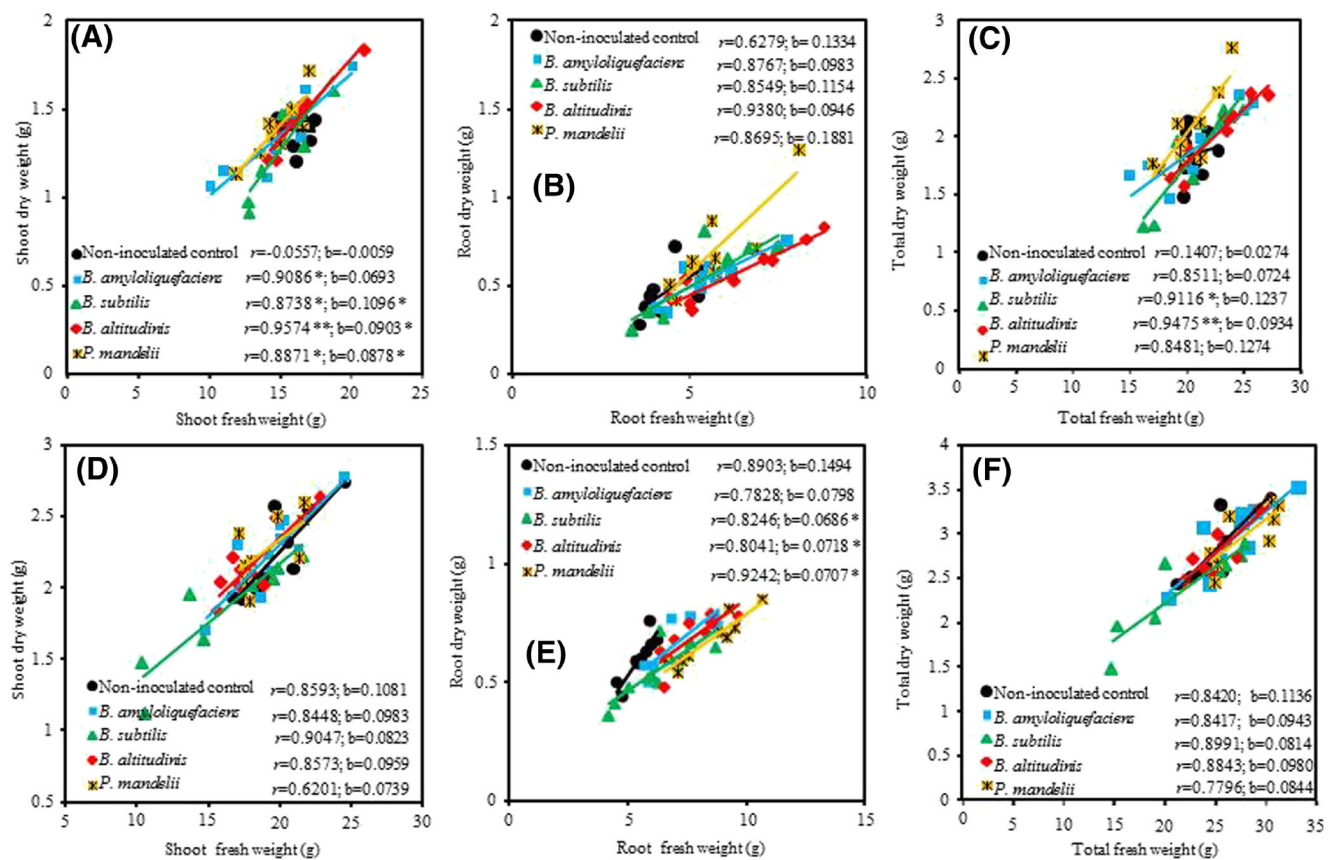 (A)
2
1.5
1
0.5
0
0 5 10 15 20 25
Shoot dry weight (g)
Shoot fresh weight (g)
Non-inoculated control r=-0.0557; b=-0.0059
B. amyloliquefaciens r=0.9086 *; b=0.0693
B. subtilis r=0.8738 *; b=0.1096 *
B. altitudinis r=0.9574 **; b=0.0903 *
P. mandelii r=0.8871 *; b=0.0878 *
(B)
2
1.5
1
0.5
0
0 5 10
Root dry weight (g)
Root fresh weight (g)
Non-inoculated control r=0.6279; b= 0.1334
B. amyloliquefaciens r=0.8767; b= 0.0983
B. subtilis r=0.8549; b= 0.1154
B. altitudinis r=0.9380; b= 0.0946
P. mandelii r=0.8695; b= 0.1881
(C)
3
2.5
2
1.5
1
0.5
0
0 5 10 15 20 25 30
Total dry weight (g)
Total fresh weight (g)
Non-inoculated control r=0.1407; b=0.0274
B. amyloliquefaciens r=0.8511; b=0.0724
B. subtilis r=0.9116 *; b=0.1237
B. altitudinis r=0.9475 **; b= 0.0934
P. mandelii r=0.8481; b=0.1274
(D)
3
2.5
2
1.5
1
0.5
5 10 15 20 25 30
Shoot dry weight (g)
Shoot fresh weight (g)
Non-inoculated control r=0.8593; b=0.1081
B. amyloliquefaciens r=0.8448; b=0.0983
B. subtilis r=0.9047; b=0.0823
B. altitudinis r=0.8573; b=0.0959
P. mandelii r=0.6201; b=0.0739
(E)
1.5
1
0.5
0
0 5 10 15
Root dry weight (g)
Root fresh weight (g)
Non-inoculated control r=0.8903; b=0.1494
B. amyloliquefaciens r=0.7828; b=0.0798
B. subtilis r=0.8246; b=0.0686 *
B. altitudinis r=0.8041; b= 0.0718 *
P. mandelii r=0.9242; b=0.0707 *
(F)
4
3.5
3
2.5
2
1.5
1
0.5
0
0 5 10 15 20 25 30 35
Total dry weight (g)
Total fresh weight (g)
Non-inoculated control r=0.8420; b=0.1136
B. amyloliquefaciens r=0.8417; b=0.0943
B. subtilis r=0.8991; b=0.0814
B. altitudinis r=0.8843; b=0.0980
P. mandelii r=0.7796; b=0.0844